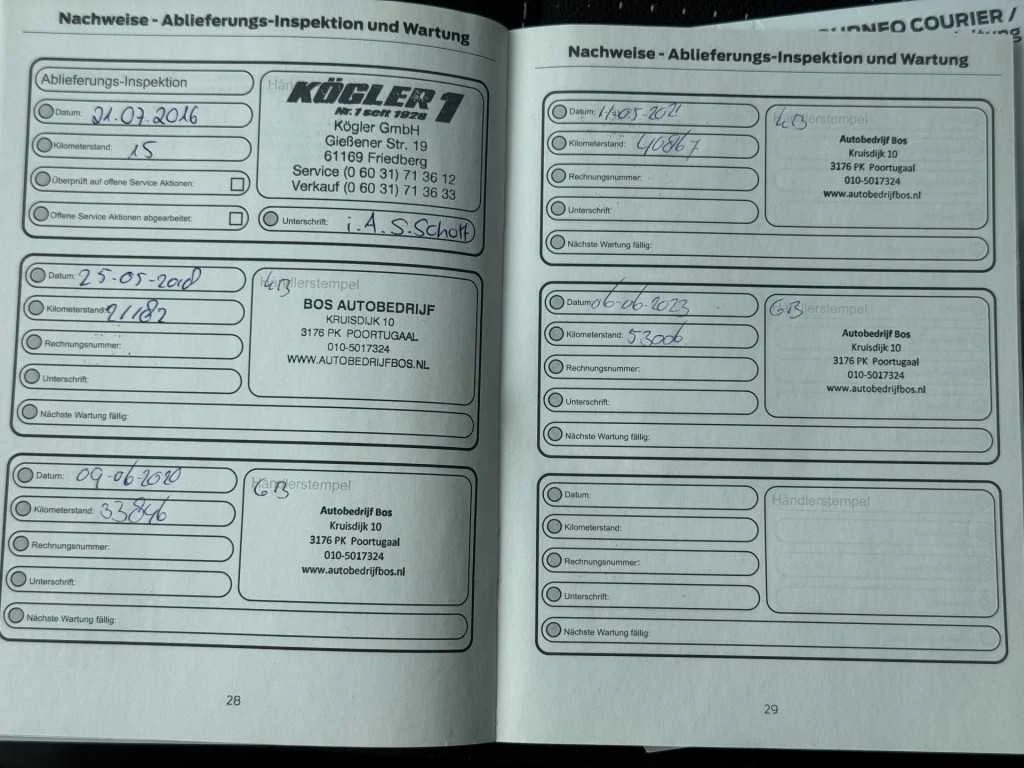 Nachweise - Ablieferungs-Inspektion und Wartung
Ablieferungs-Inspektion
Datum: 21.07.2016
Kilometerstand: 15
Überprüft auf offene Service Aktionen:
Offene Service Aktionen abgearbeitet:
KÖGLER 1
Nr. 1 seit 1928
Kögler GmbH
Gießener Str. 19
61169 Friedberg
Service (0 60 31) 71 36 12
Verkauf (0 60 31) 71 36 33
Unterschrift: i.A. S. Schott
Datum: 25-05-2018
Kilometerstand: 21182
Rechnungsnummer:
Unterschrift:
Nächste Wartung fällig:
Händlerstempel
BOS AUTOBEDRIJF
KRUISDIJK 10
3176 PK POORTUGAAL
010-5017324
WWW.AUTOBEDRIJFBOS.NL
Datum: 09-06-2020
Kilometerstand: 33846
Rechnungsnummer:
Unterschrift:
Nächste Wartung fällig:
Händlerstempel
GB
Autobedrijf Bos
Kruisdijk 10
3176 PK Poortugaal
010-5017324
www.autobedrijfbos.nl
28
COURIER /
Nachweise - Ablieferungs-Inspektion und Wartung
Datum: 11-05-2021
Kilometerstand: 40867
Rechnungsnummer:
Unterschrift:
Nächste Wartung fällig:
Händlerstempel
Autobedrijf Bos
Kruisdijk 10
3176 PK Poortugaal
010-5017324
www.autobedrijfbos.nl
Datum: 06-06-2023
Kilometerstand: 53006
Rechnungsnummer:
Unterschrift:
Nächste Wartung fällig:
Händlerstempel
GB
Autobedrijf Bos
Kruisdijk 10
3176 PK Poortugaal
010-5017324
www.autobedrijfbos.nl
Datum:
Kilometerstand:
Rechnungsnummer:
Unterschrift:
Nächste Wartung fällig:
Händlerstempel
29